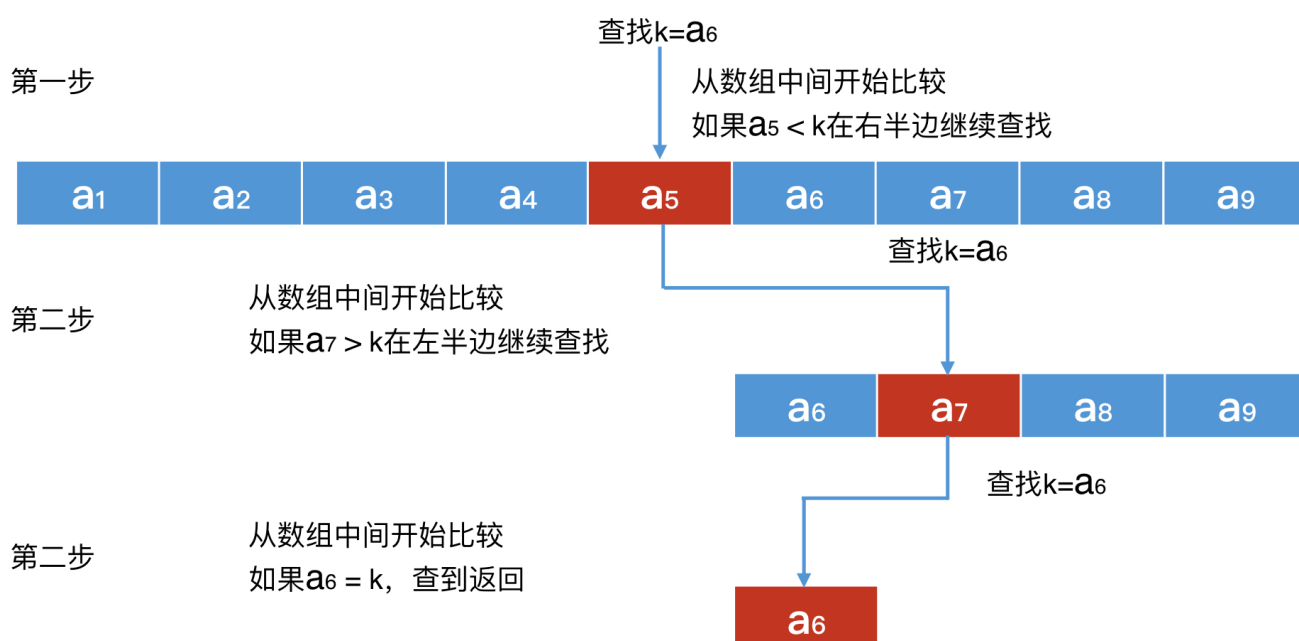 查找k=a6
第一步
从数组中间开始比较
如果a5 < k在右半边继续查找
a1 a2 a3 a4 a5 a6 a7 a8 a9
查找k=a6
第二步
从数组中间开始比较
如果a7 > k在左半边继续查找
a6 a7 a8 a9
查找k=a6
第二步
从数组中间开始比较
如果a6 = k，查到返回
a6